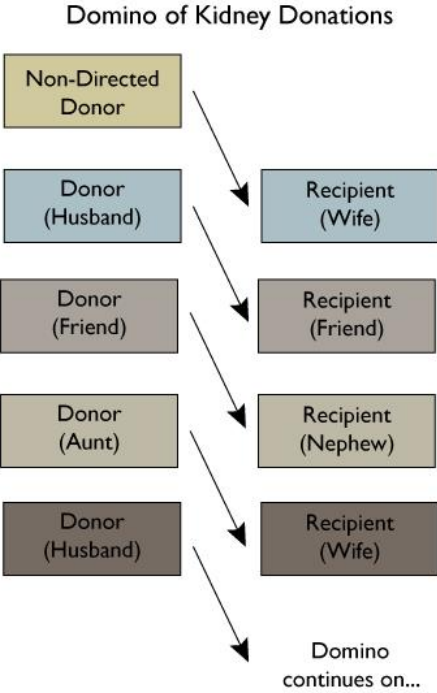 Domino of Kidney Donations
Non-Directed
Donor
Donor
(Husband)
Recipient
(Wife)
Donor
(Friend)
Recipient
(Friend)
Donor
(Aunt)
Recipient
(Nephew)
Donor
(Husband)
Recipient
(Wife)
Domino
continues on...